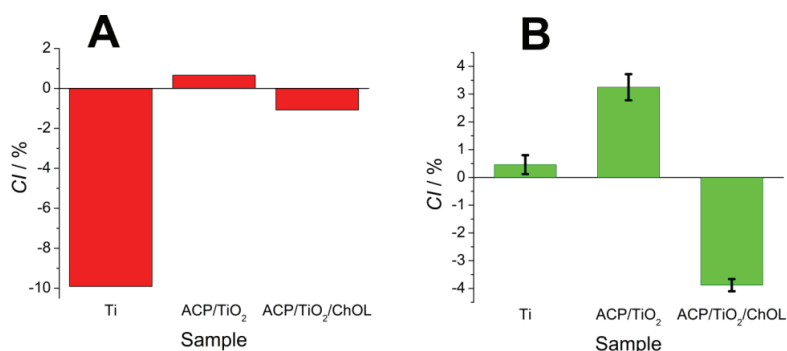 A
CI / %
2
0
-2
-4
-6
-8
-10
Ti
ACP/TiO₂
ACP/TiO₂/ChOL
Sample
B
CI / %
4
3
2
1
0
-1
-2
-3
-4
Ti
ACP/TiO₂
ACP/TiO₂/ChOL
Sample